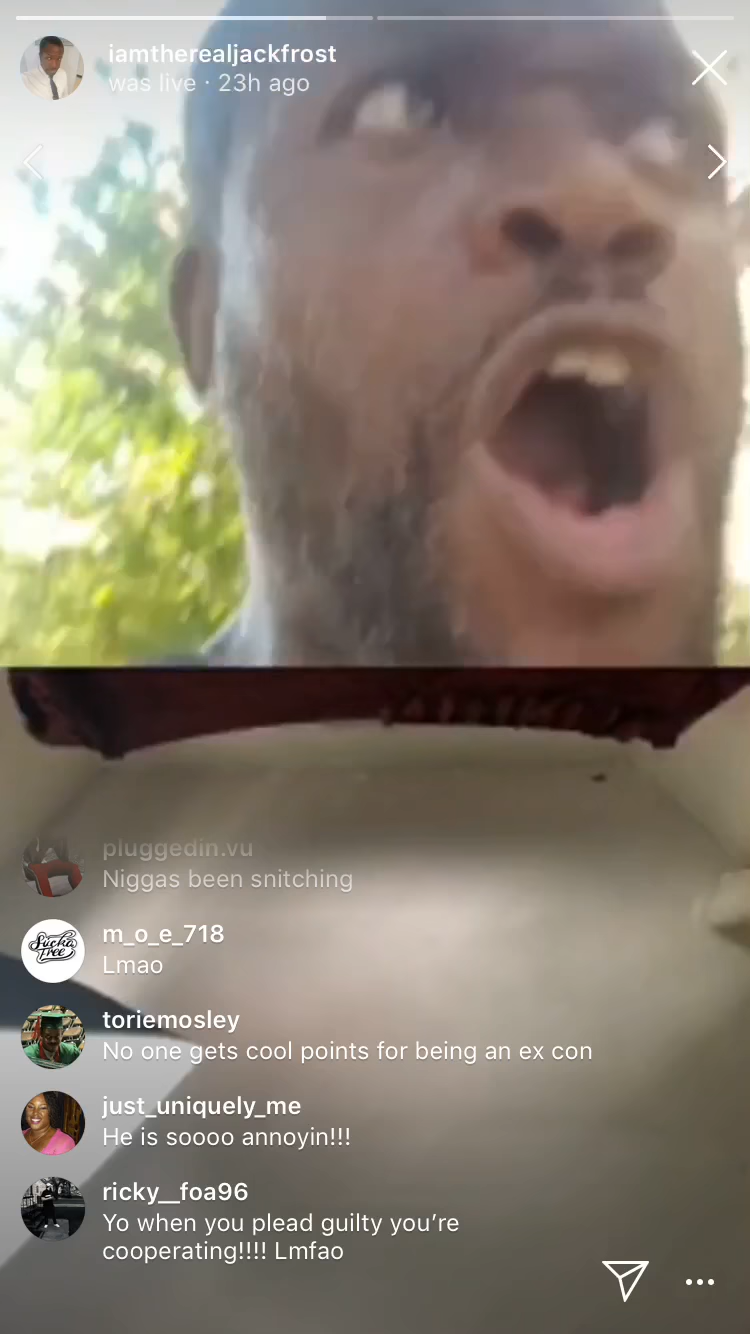 iamtherealjackfrost
was live · 23h ago
pluggedin.vu
Niggas been snitching
Sucka
Free
m_o_e_718
Lmao
toriemosley
No one gets cool points for being an ex con
just_uniquely_me
He is soooo annoyin!!!
ricky__foa96
Yo when you plead guilty you’re
cooperating!!!! Lmfao